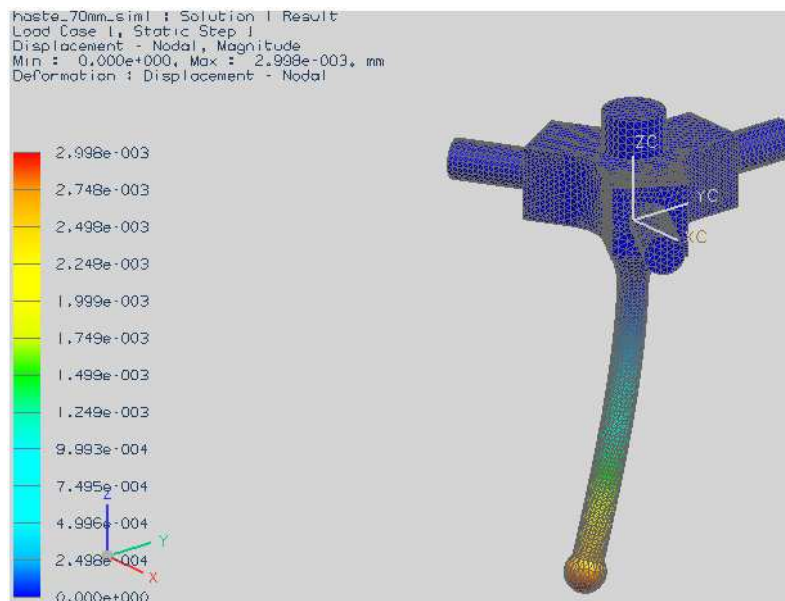 haste_70mm_sim1 : Solution 1 Result
Load Case 1, Static Step 1
Displacement - Nodal, Magnitude
Min : 0.000e+000, Max : 2.998e-003, mm
Deformation : Displacement - Nodal
2.998e-003
2.748e-003
2.498e-003
2.248e-003
1.999e-003
1.749e-003
1.499e-003
1.249e-003
9.993e-004
7.495e-004
4.996e-004
2.498e-004
0.000e+000
Z
Y
X
ZC
YC
XC